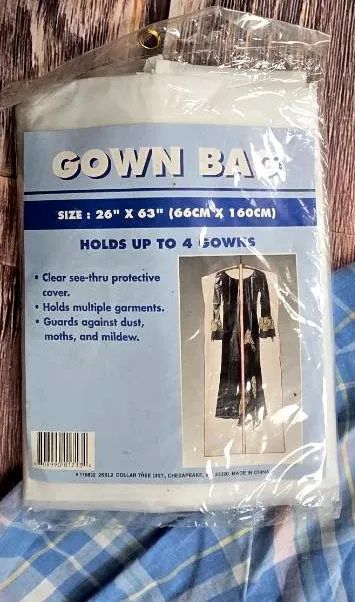 GOWN BAG
SIZE : 26" X 63" (66CM X 160CM)
HOLDS UP TO 4 GOWNS
• Clear see-thru protective
cover.
• Holds multiple garments.
• Guards against dust,
moths, and mildew.
DOLLAR TREE DIST., CHESAPEAKE, MADE IN CHINA